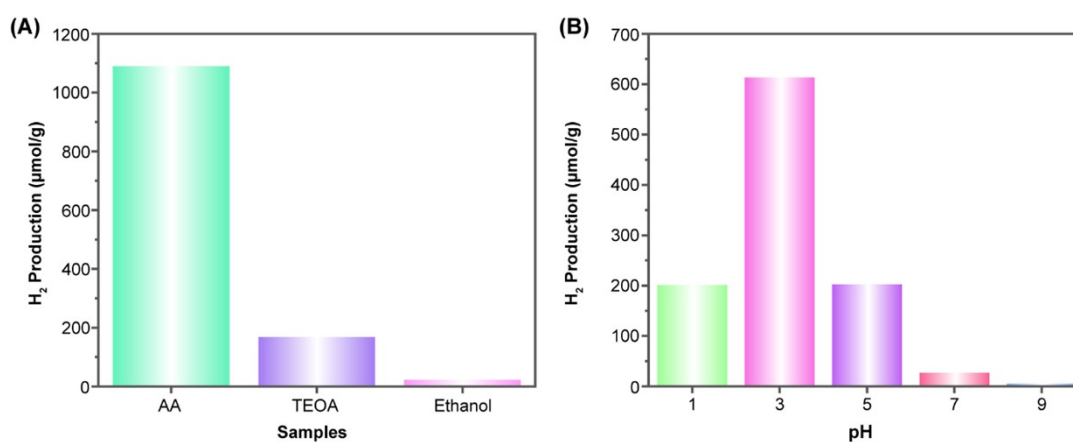 (A)
H₂ Production (μmol/g)
1200
1000
800
600
400
200
0
AA TEOA Ethanol
Samples
(B)
H₂ Production (μmol/g)
700
600
500
400
300
200
100
0
1 3 5 7 9
pH